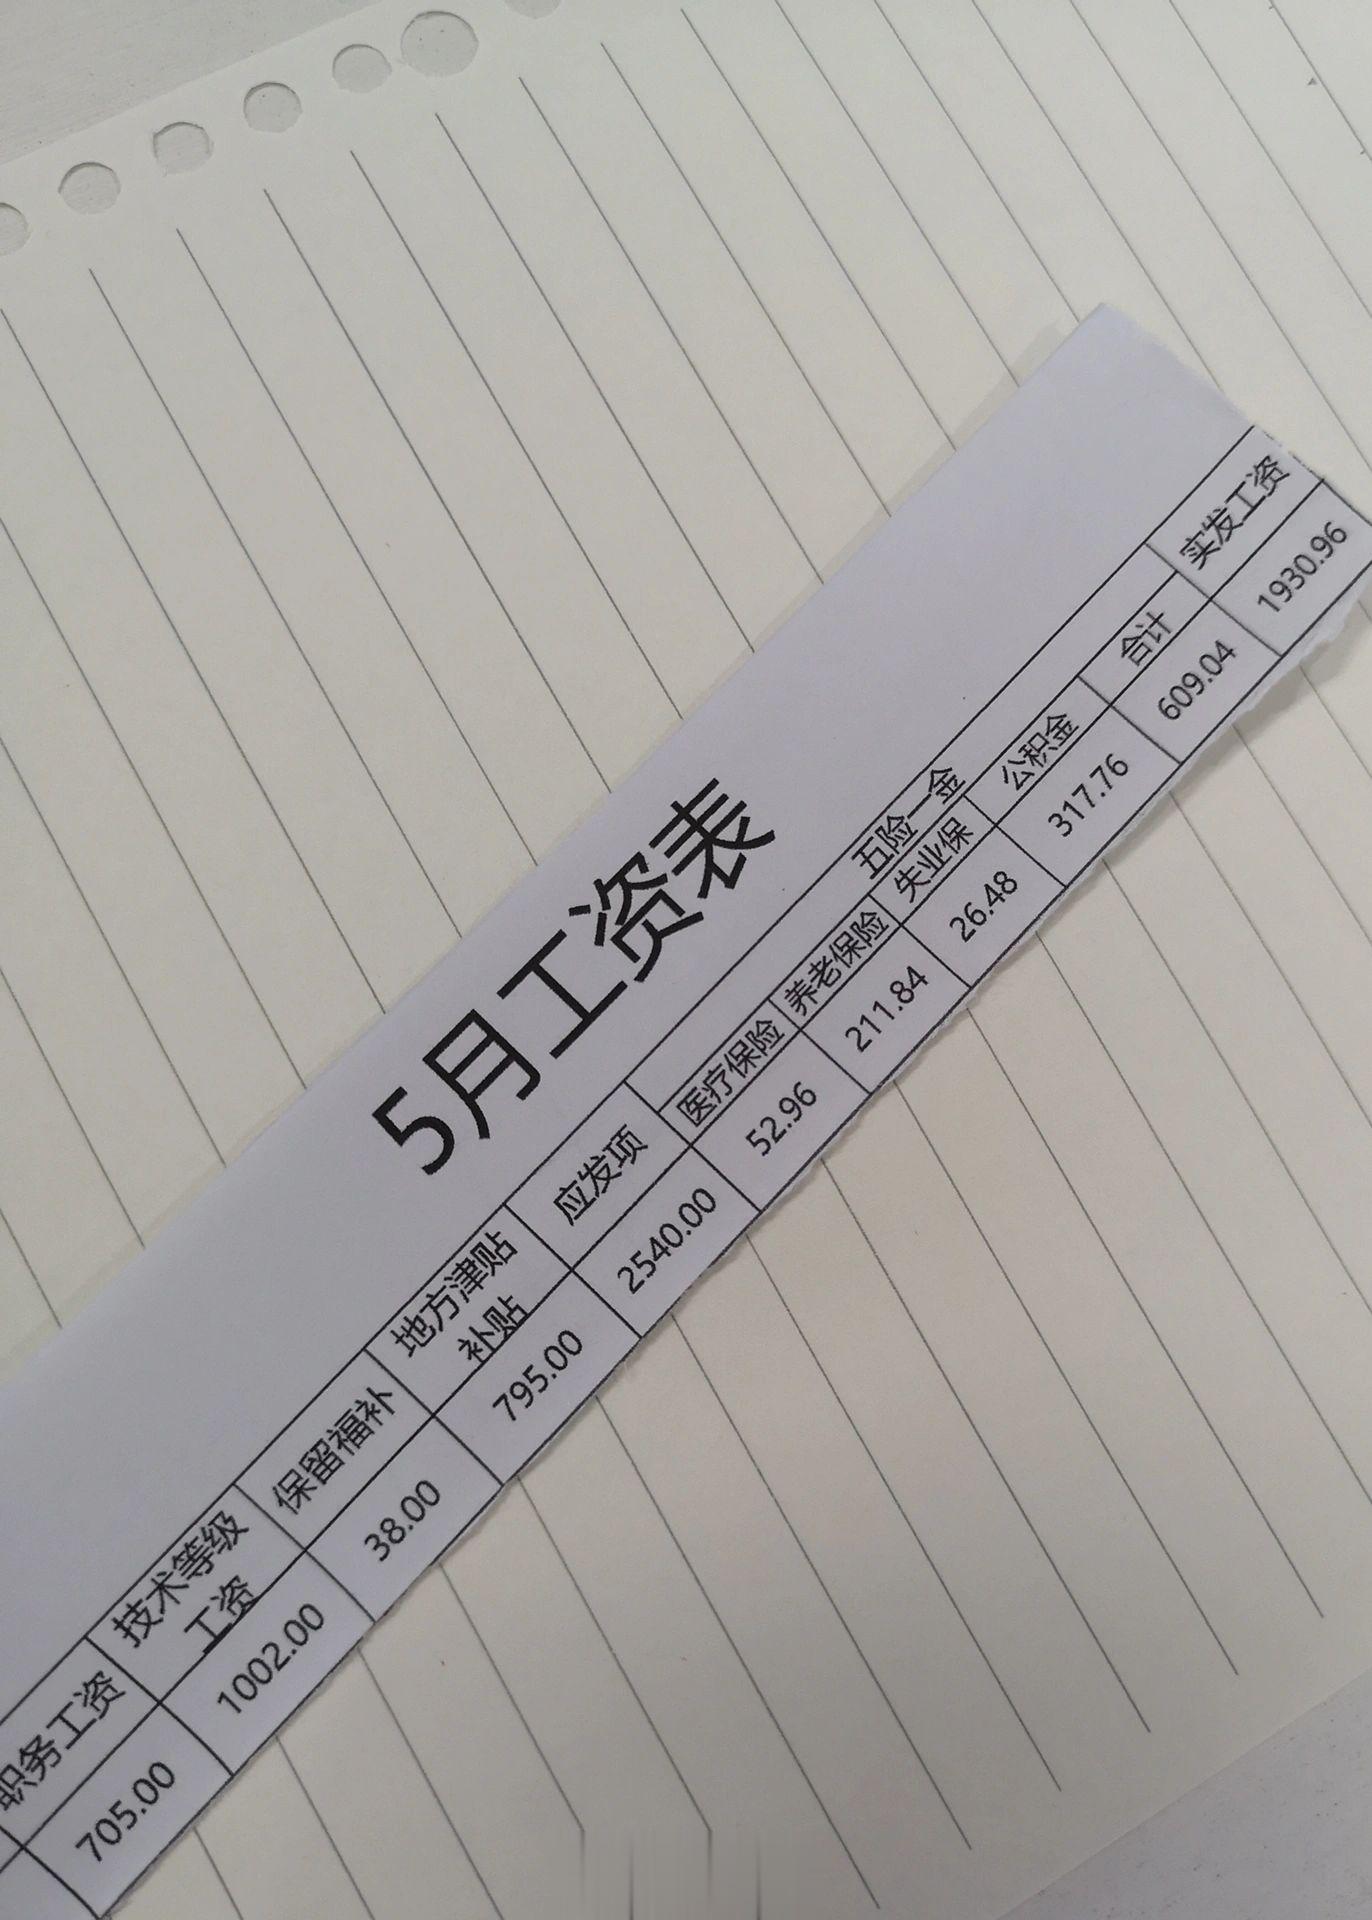 5月工资表
职务工资 技术等级工资 保留福补 地方津贴补贴 应发项 五险一金 实发工资
医疗保险 养老保险 失业保 公积金 合计
705.00 1002.00 38.00 795.00 2540.00 52.96 211.84 26.48 317.76 609.04 1930.96